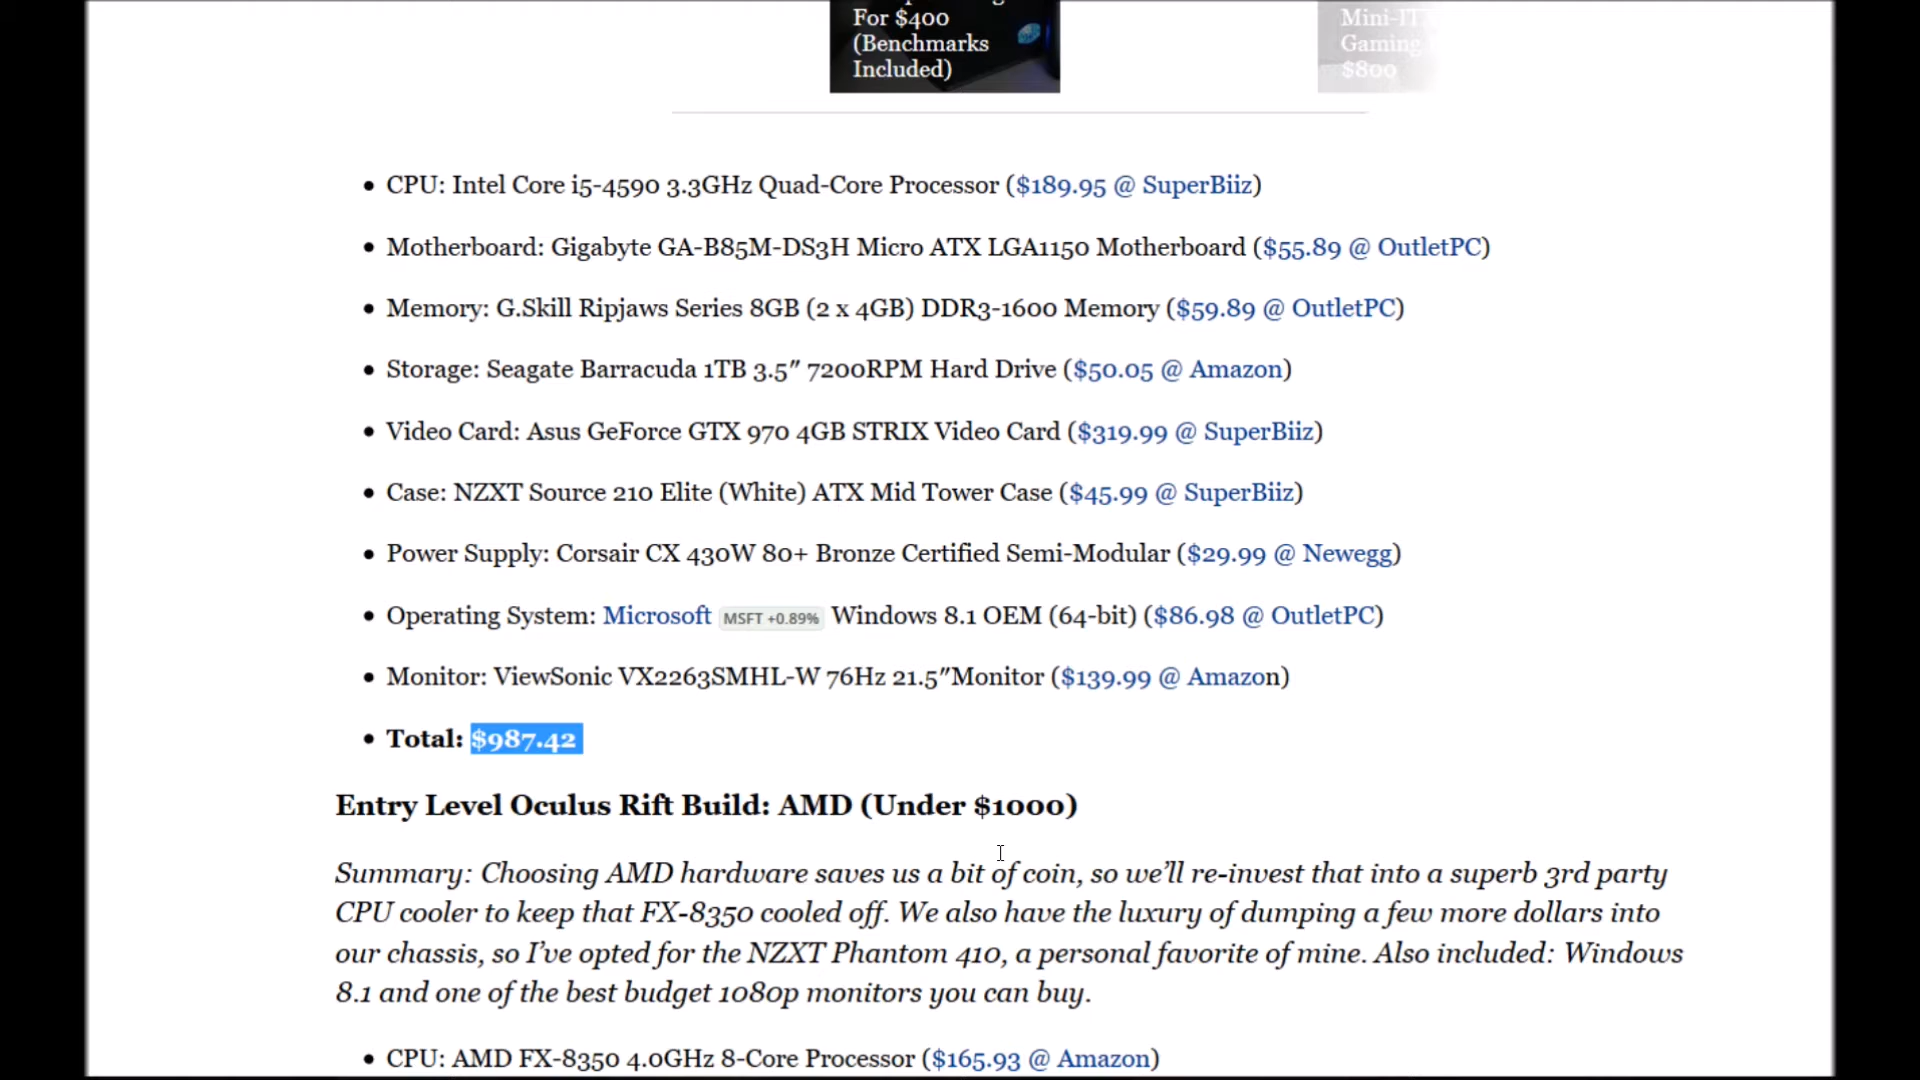 For $400
(Benchmarks
Included)
Gaming
$800
CPU: Intel Core i5-4590 3.3GHz Quad-Core Processor ($189.95 @ SuperBiiz)
Motherboard: Gigabyte GA-B85M-DS3H Micro ATX LGA1150 Motherboard ($55.89 @ OutletPC)
Memory: G.Skill Ripjaws Series 8GB (2 x 4GB) DDR3-1600 Memory ($59.89 @ OutletPC)
Storage: Seagate Barracuda 1TB 3.5″ 7200RPM Hard Drive ($50.05 @ Amazon)
Video Card: Asus GeForce GTX 970 4GB STRIX Video Card ($319.99 @ SuperBiiz)
Case: NZXT Source 210 Elite (White) ATX Mid Tower Case ($45.99 @ SuperBiiz)
Power Supply: Corsair CX 430W 80+ Bronze Certified Semi-Modular ($29.99 @ Newegg)
Operating System: Microsoft MSFT +0.89% Windows 8.1 OEM (64-bit) ($86.98 @ OutletPC)
Monitor: ViewSonic VX2263SMHL-W 76Hz 21.5″Monitor ($139.99 @ Amazon)
Total: $987.42
Entry Level Oculus Rift Build: AMD (Under $1000)
Summary: Choosing AMD hardware saves us a bit of coin, so we’ll re-invest that into a superb 3rd party
CPU cooler to keep that FX-8350 cooled off. We also have the luxury of dumping a few more dollars into
our chassis, so I’ve opted for the NZXT Phantom 410, a personal favorite of mine. Also included: Windows
8.1 and one of the best budget 1080p monitors you can buy.
CPU: AMD FX-8350 4.0GHz 8-Core Processor ($165.93 @ Amazon)